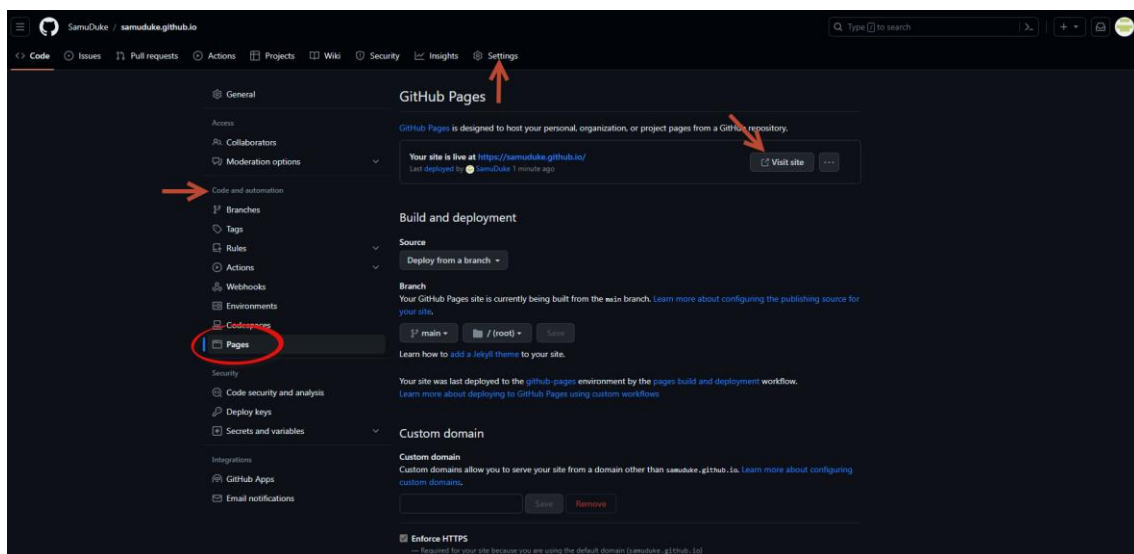 SamuDuke / samuduke.github.io
Type / to search
Code Issues Pull requests Actions Projects Wiki Security Insights Settings
General
Access
Collaborators
Moderation options
Code and automation
Branches
Tags
Rules
Actions
Webhooks
Environments
Codespaces
Pages
Security
Code security and analysis
Deploy keys
Secrets and variables
Integrations
GitHub Apps
Email notifications
GitHub Pages
GitHub Pages is designed to host your personal, organization, or project pages from a GitHub repository.
Your site is live at https://samuduke.github.io/
Last deployed by SamuDuke 1 minute ago
Visit site
Build and deployment
Source
Deploy from a branch
Branch
Your GitHub Pages site is currently being built from the main branch. Learn more about configuring the publishing source for
your site.
main / (root) Save
Learn how to add a Jekyll theme to your site.
Your site was last deployed to the github-pages environment by the pages build and deployment workflow.
Learn more about deploying to GitHub Pages using custom workflows
Custom domain
Custom domain
Custom domains allow you to serve your site from a domain other than samuduke.github.io. Learn more about configuring
custom domains.
Save Remove
Enforce HTTPS
— Required for your site because you are using the default domain (samuduke.github.io)